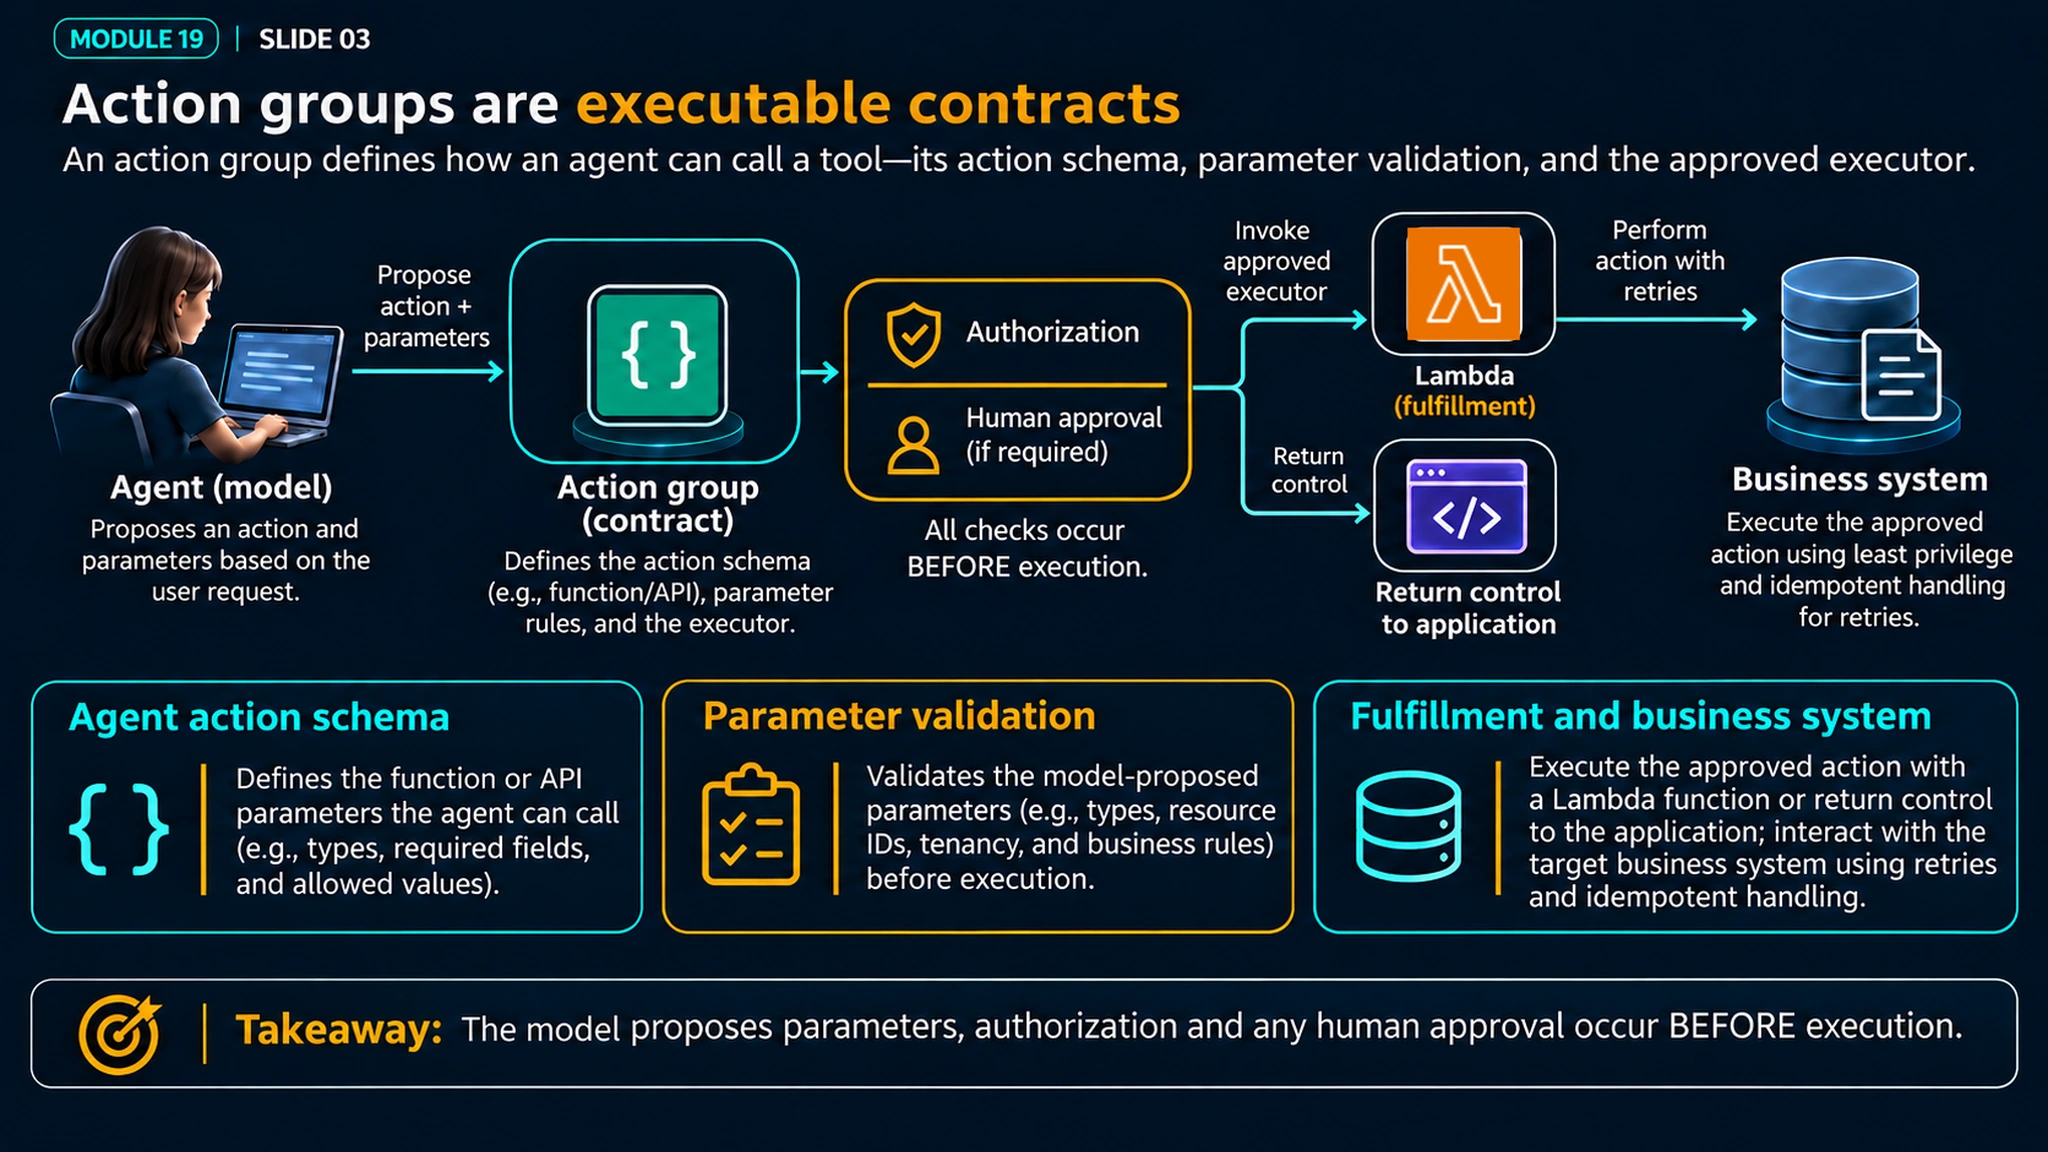 MODULE 19 | SLIDE 03
Action groups are executable contracts
An action group defines how an agent can call a tool—its action schema, parameter validation, and the approved executor.
Propose
action +
parameters
Agent (model)
Proposes an action and
parameters based on the
user request.
{ }
Action group
(contract)
Defines the action schema
(e.g., function/API), parameter
rules, and the executor.
Authorization
Human approval
(if required)
All checks occur
BEFORE execution.
Invoke
approved
executor
Lambda
(fulfillment)
Return
control
</>
Return control
to application
Perform
action with
retries
Business system
Execute the approved
action using least privilege
and idempotent handling
for retries.
Agent action schema
{ }
Defines the function or API
parameters the agent can call
(e.g., types, required fields,
and allowed values).
Parameter validation
Validates the model-proposed
parameters (e.g., types, resource
IDs, tenancy, and business rules)
before execution.
Fulfillment and business system
Execute the approved action with
a Lambda function or return control
to the application; interact with the
target business system using retries
and idempotent handling.
Takeaway: The model proposes parameters, authorization and any human approval occur BEFORE execution.